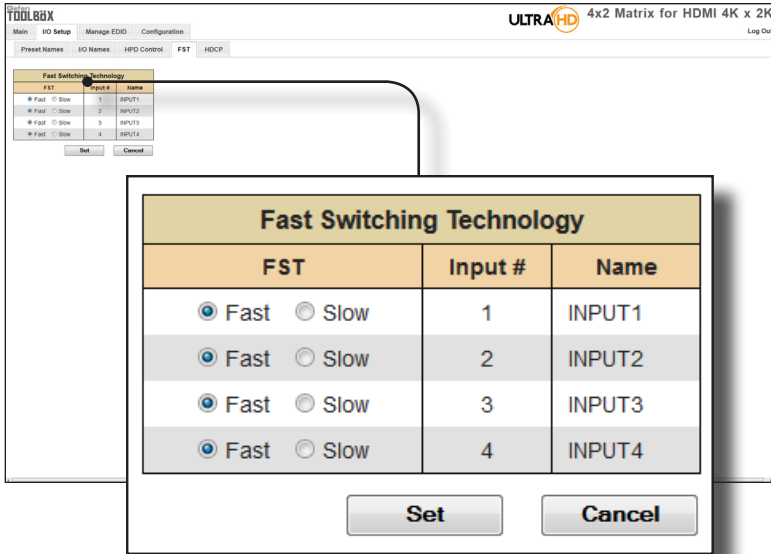 Gefen
TOOLBOX
ULTRA HD 4x2 Matrix for HDMI 4K x 2K
Main I/O Setup Manage EDID Configuration
Log Out
Preset Names I/O Names HPD Control FST HDCP
Fast Switching Technology
FST Input # Name
Fast Slow 1 INPUT1
Fast Slow 2 INPUT2
Fast Slow 3 INPUT3
Fast Slow 4 INPUT4
Set Cancel
Fast Switching Technology
FST Input # Name
Fast Slow 1 INPUT1
Fast Slow 2 INPUT2
Fast Slow 3 INPUT3
Fast Slow 4 INPUT4
Set Cancel